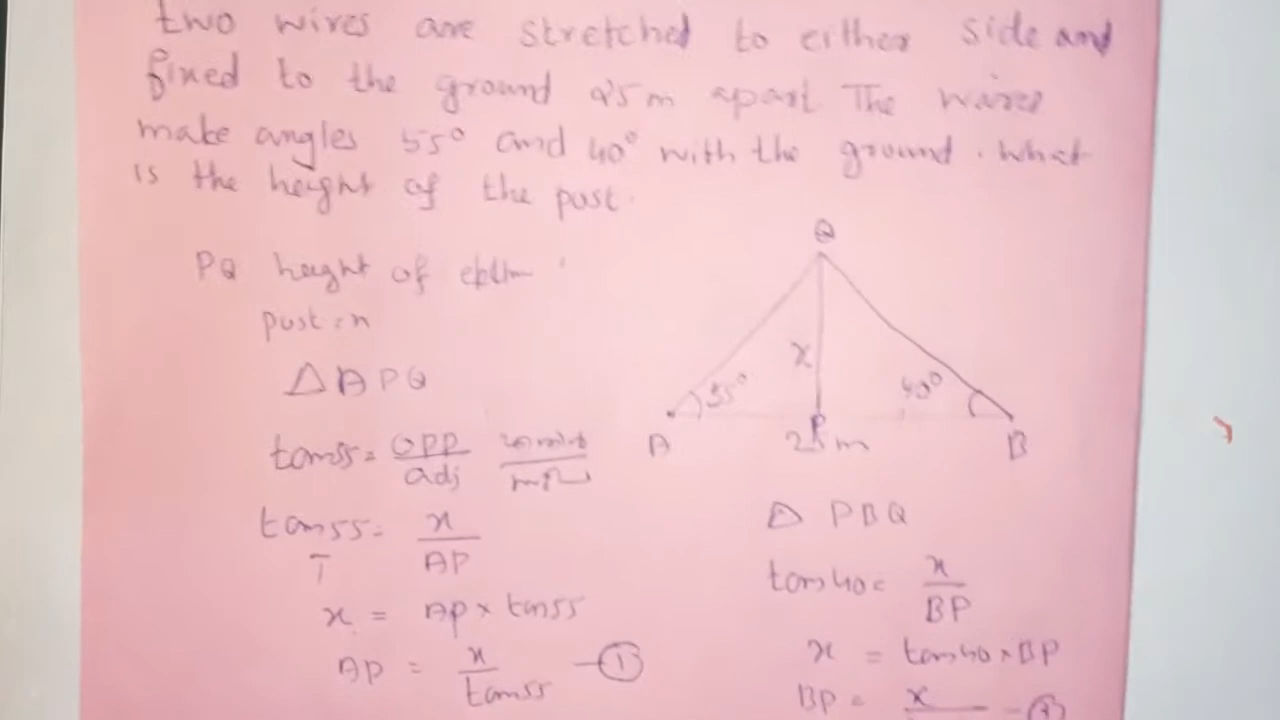 two wires are stretched to either side and
fixed to the ground 25m apart The wires
make angles 55° and 40° with the ground. What
is the height of the post.
PQ height of
post = x
△APQ
tan55 = opp/adj
tan55 = x/AP
x = AP × tan55
AP = x/tan55 —①
Q
x
55°
40°
A
P
25m
B
△ PBQ
tan40 = x/BP
x = tan40 × BP
BP = x